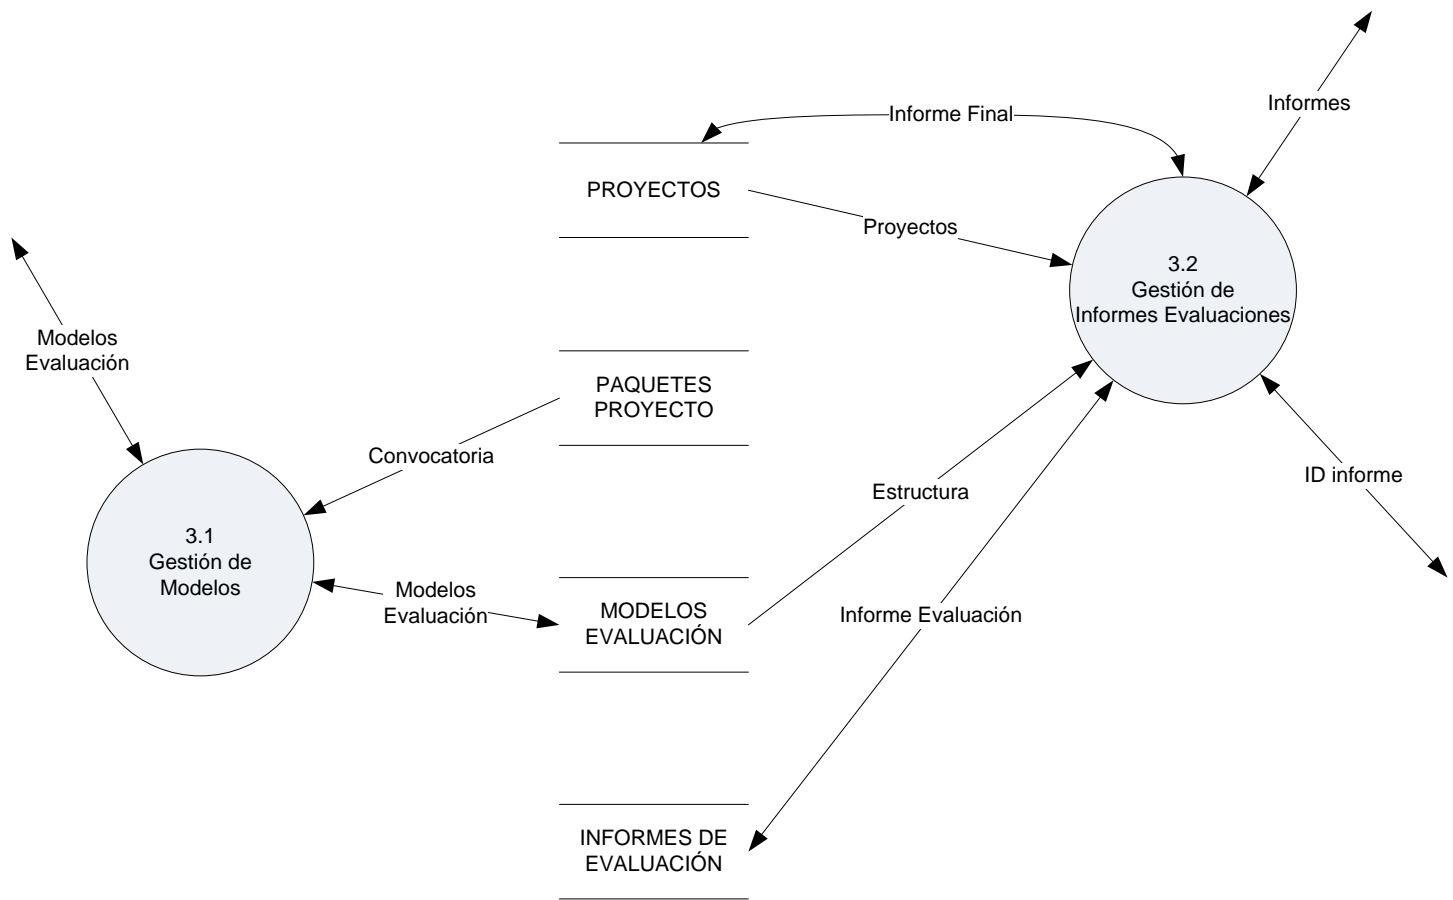 Informes
Informe Final
PROYECTOS
Proyectos
3.2
Gestión de
Informes Evaluaciones
Modelos
Evaluación
PAQUETES
PROYECTO
Convocatoria
ID informe
Estructura
3.1
Gestión de
Modelos
Modelos
Evaluación
MODELOS
EVALUACIÓN
Informe Evaluación
INFORMES DE
EVALUACIÓN